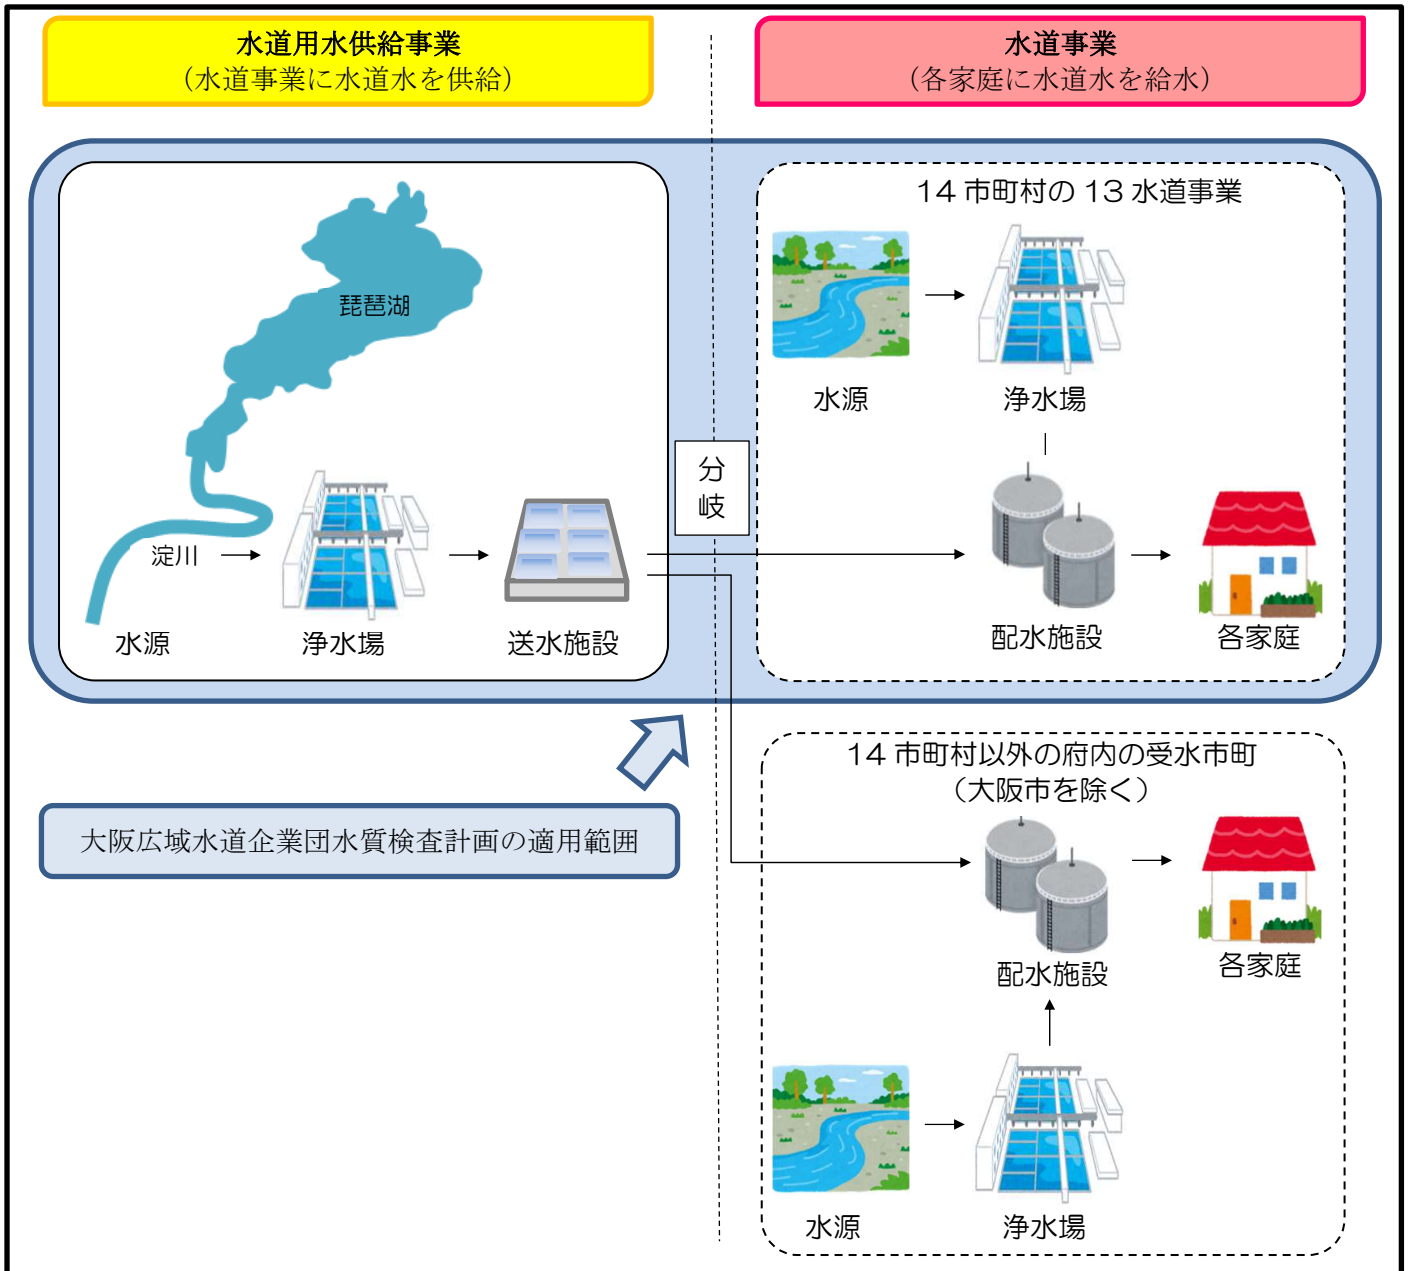 水道用水供給事業
（水道事業に水道水を供給）
水道事業
（各家庭に水道水を給水）
琵琶湖
淀川
水源
浄水場
送水施設
分
岐
14 市町村の 13 水道事業
水源
浄水場
配水施設
各家庭
大阪広域水道企業団水質検査計画の適用範囲
14 市町村以外の府内の受水市町
（大阪市を除く）
配水施設
各家庭
水源
浄水場